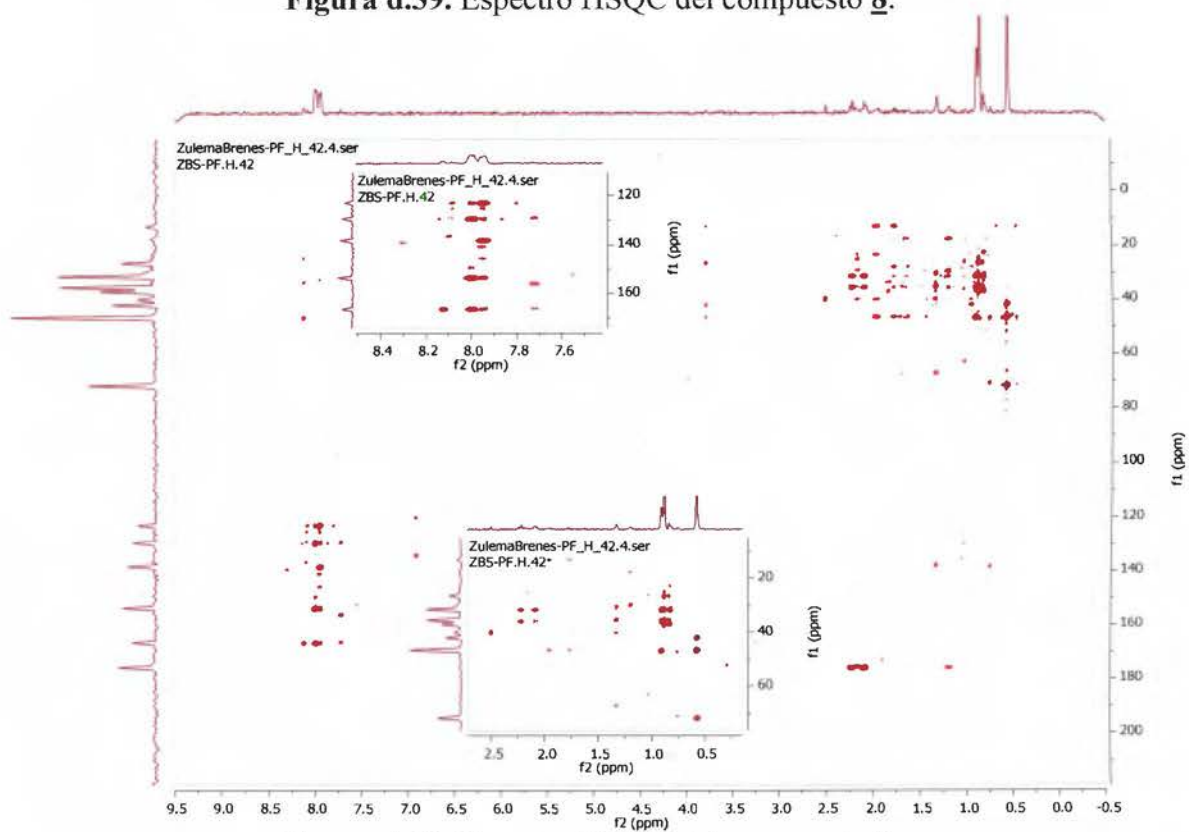 Figura d.39. Espectro HSQC del compuesto 8.
ZulemaBrenes-PF_H_42.4.ser
ZBS-PF.H.42
ZulemaBrenes-PF_H_42.4.ser
ZBS-PF.H.42
120
140
160
f1 (ppm)
8.4 8.2 8.0 7.8 7.6
f2 (ppm)
0
20
40
60
80
100
120
140
160
180
200
f1 (ppm)
ZulemaBrenes-PF_H_42.4.ser
ZBS-PF.H.42
20
40
60
f1 (ppm)
2.5 2.0 1.5 1.0 0.5
f2 (ppm)
9.5 9.0 8.5 8.0 7.5 7.0 6.5 6.0 5.5 5.0 4.5 4.0 3.5 3.0 2.5 2.0 1.5 1.0 0.5 0.0 -0.5
f2 (ppm)